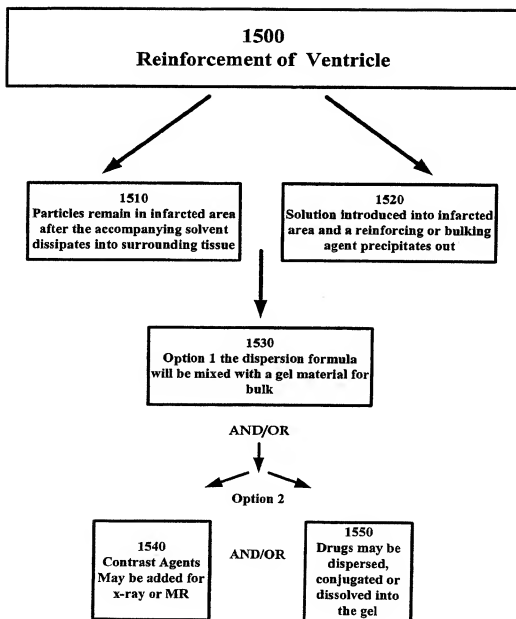 1500
Reinforcement of Ventricle
1510
Particles remain in infarcted area
after the accompanying solvent
dissipates into surrounding tissue
1520
Solution introduced into infarcted
area and a reinforcing or bulking
agent precipitates out
1530
Option 1 the dispersion formula
will be mixed with a gel material for
bulk
AND/OR
Option 2
1540
Contrast Agents
May be added for
x-ray or MR
AND/OR
1550
Drugs may be
dispersed,
conjugated or
dissolved into
the gel